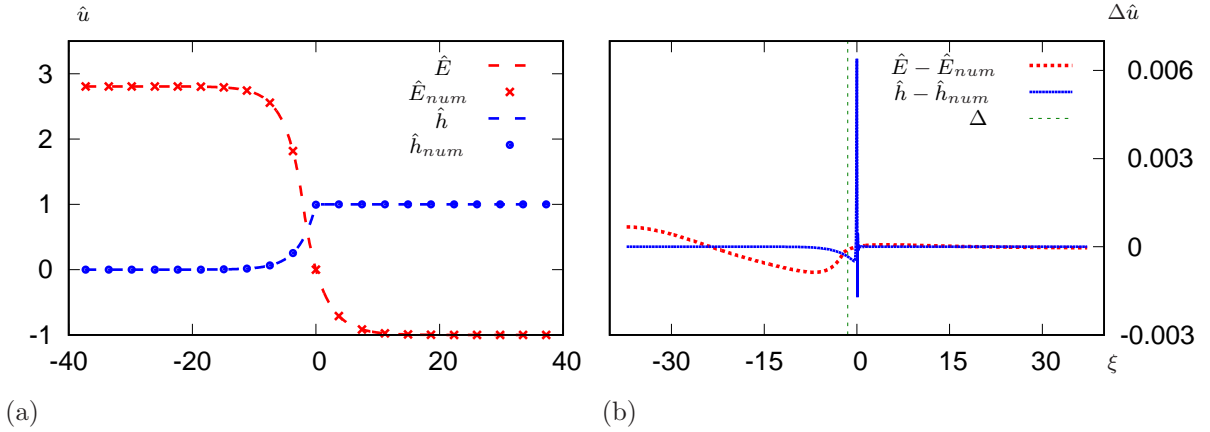 û
3
2
1
0
-1
-40
-20
0
20
40
Ê
Ê_num
ĥ
ĥ_num
(a)
Δû
0.006
0.003
0
-0.003
-30
-15
0
15
30
ξ
Ê − Ê_num
ĥ − ĥ_num
Δ
(b)